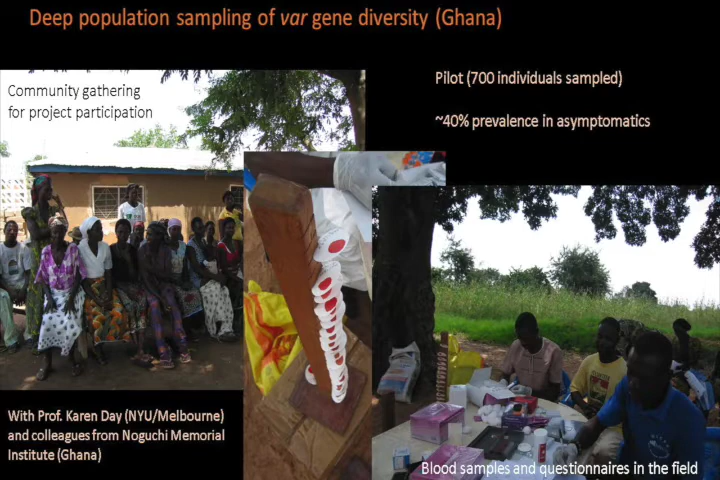 Deep population sampling of var gene diversity (Ghana)
Community gathering
for project participation
Pilot (700 individuals sampled)
~40% prevalence in asymptomatics
With Prof. Karen Day (NYU/Melbourne)
and colleagues from Noguchi Memorial
Institute (Ghana)
Blood samples and questionnaires in the field